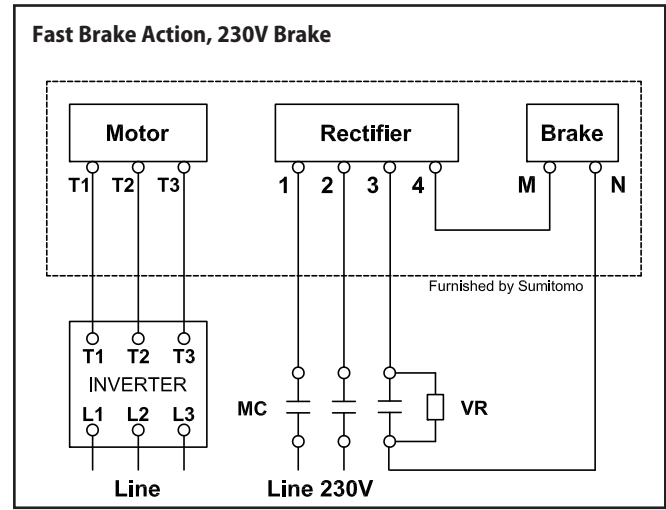 Fast Brake Action, 230V Brake
Motor Rectifier Brake
T1 T2 T3 1 2 3 4 M N
Furnished by Sumitomo
T1 T2 T3
INVERTER
MC VR
L1 L2 L3
Line Line 230V